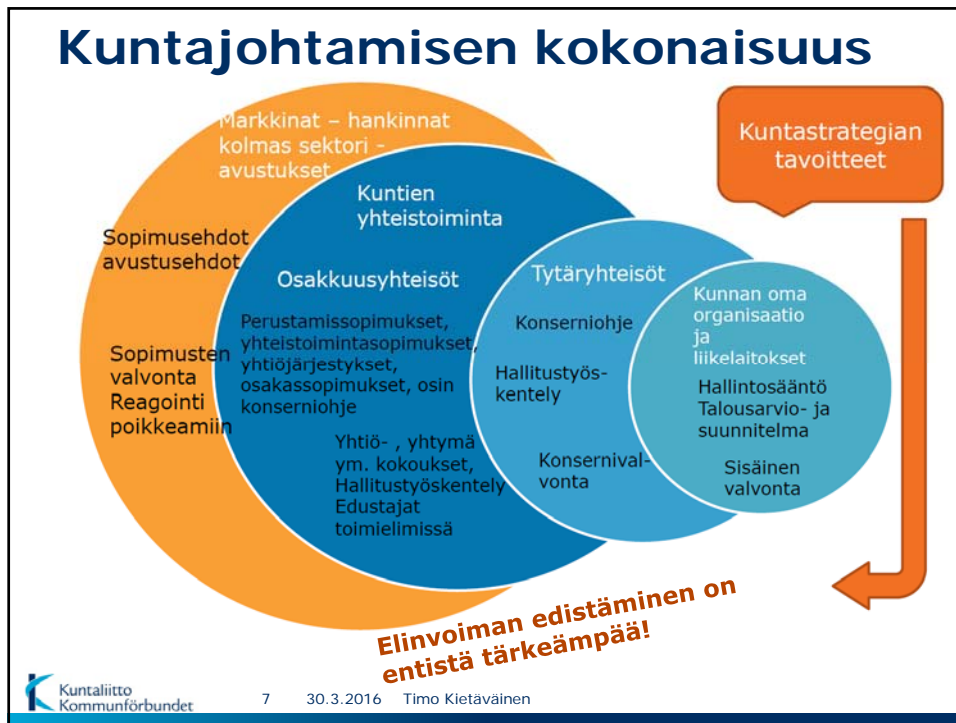 Kuntajohtamisen kokonaisuus
Markkinat – hankinnat
kolmas sektori -
avustukset
Sopimusehdot
avustusehdot
Sopimusten
valvonta
Reagointi
poikkeamiin
Kuntien
yhteistoiminta
Osakkuusyhteisöt
Perustamissopimukset,
yhteistoimintasopimukset,
yhtiöjärjestykset,
osakassopimukset, osin
konserniohje
Yhtiö- , yhtymä
ym. kokoukset,
Hallitustyöskentely
Edustajat
toimielimissä
Tytäryhteisöt
Konserniohje
Hallitustyös-
kentely
Konsernival-
vonta
Kunnan oma
organisaatio
ja
liikelaitokset
Hallintosääntö
Talousarvio- ja
suunnitelma
Sisäinen
valvonta
Kuntastrategian
tavoitteet
Elinvoiman edistäminen on
entistä tärkeämpää!
Kuntaliitto
Kommunförbundet
7 30.3.2016 Timo Kietäväinen